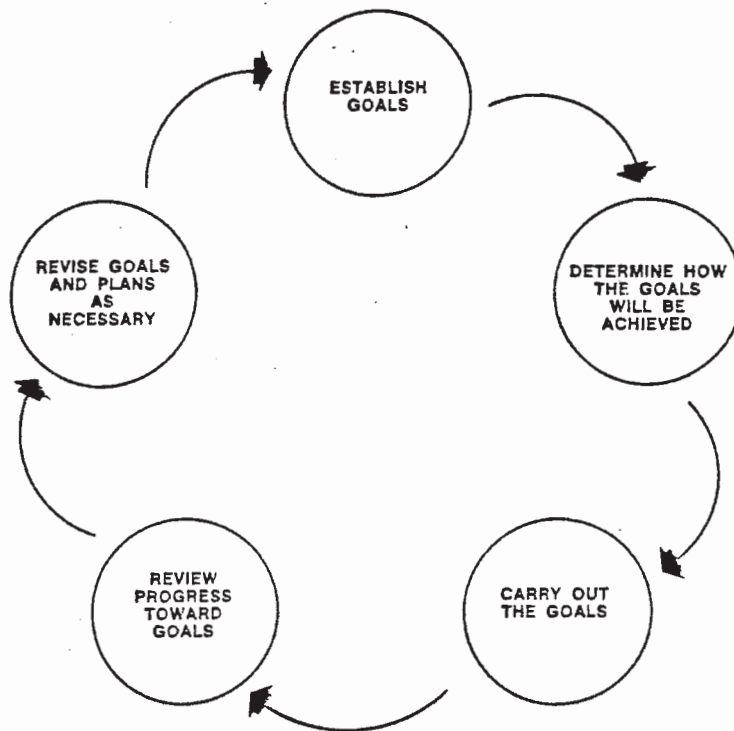 ESTABLISH
GOALS
DETERMINE HOW
THE GOALS
WILL BE
ACHIEVED
CARRY OUT
THE GOALS
REVIEW
PROGRESS
TOWARD
GOALS
REVISE GOALS
AND PLANS
AS
NECESSARY